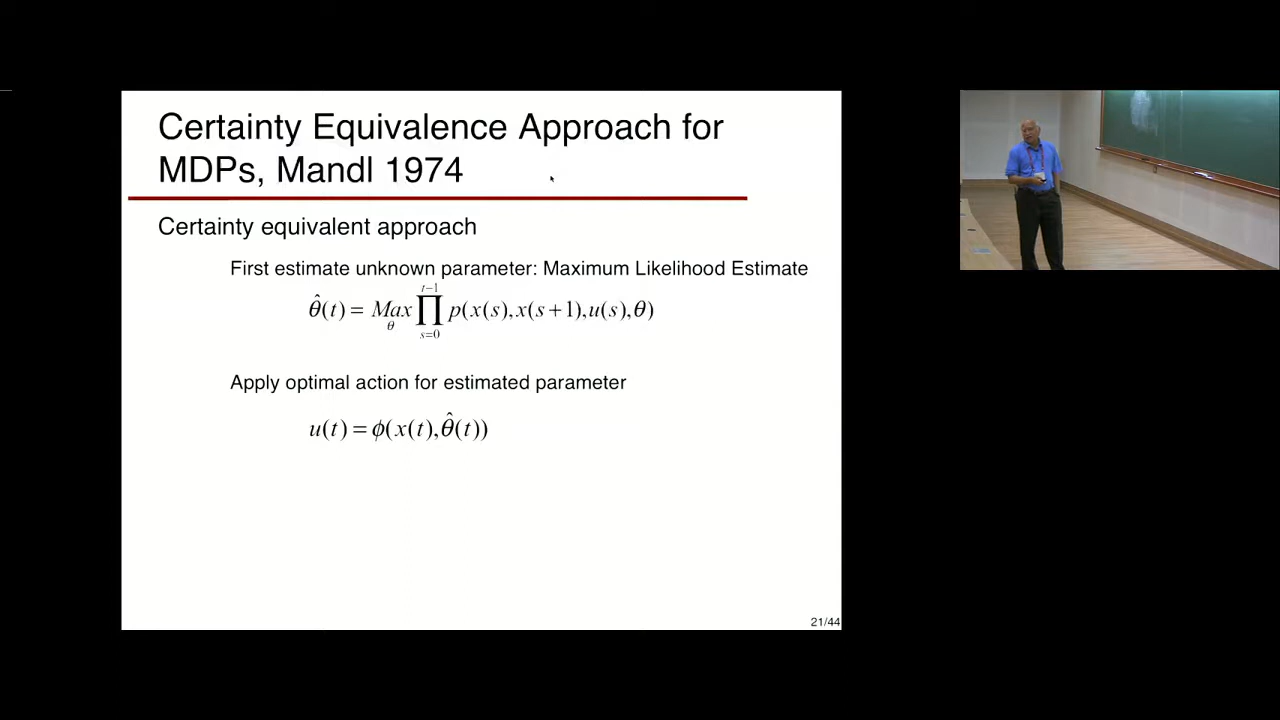 Certainty Equivalence Approach for
MDPs, Mandl 1974
Certainty equivalent approach
First estimate unknown parameter: Maximum Likelihood Estimate
θ̂(t) = Max_θ ∏_{s=0}^{t−1} p(x(s), x(s+1), u(s), θ)
Apply optimal action for estimated parameter
u(t) = ϕ(x(t), θ̂(t))
21/44